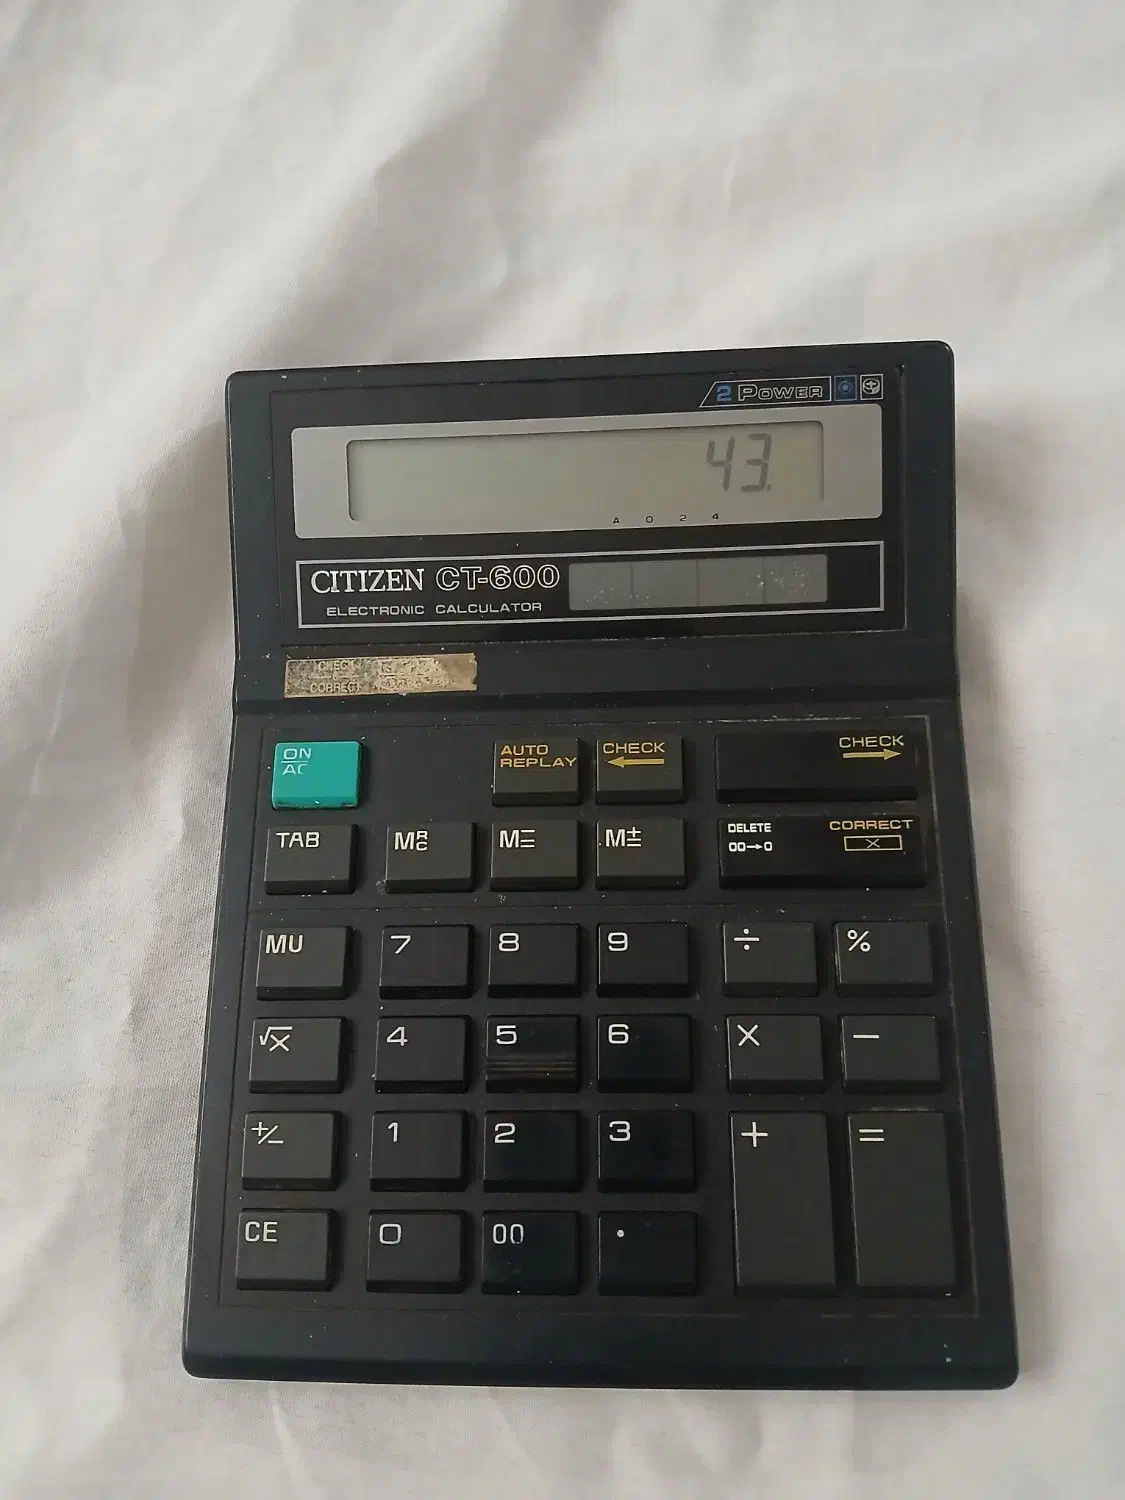 2 POWER
43.
A 0 2 4
CITIZEN CT-600
ELECTRONIC CALCULATOR
CHECK
CORRECT
ON
AC
AUTO
REPLAY
CHECK
←
CHECK
→
TAB
MRC
M=
M±
DELETE
00→0
CORRECT
X
MU
7
8
9
÷
%
√X
4
5
6
X
−
+/−
1
2
3
+
=
CE
0
00
.